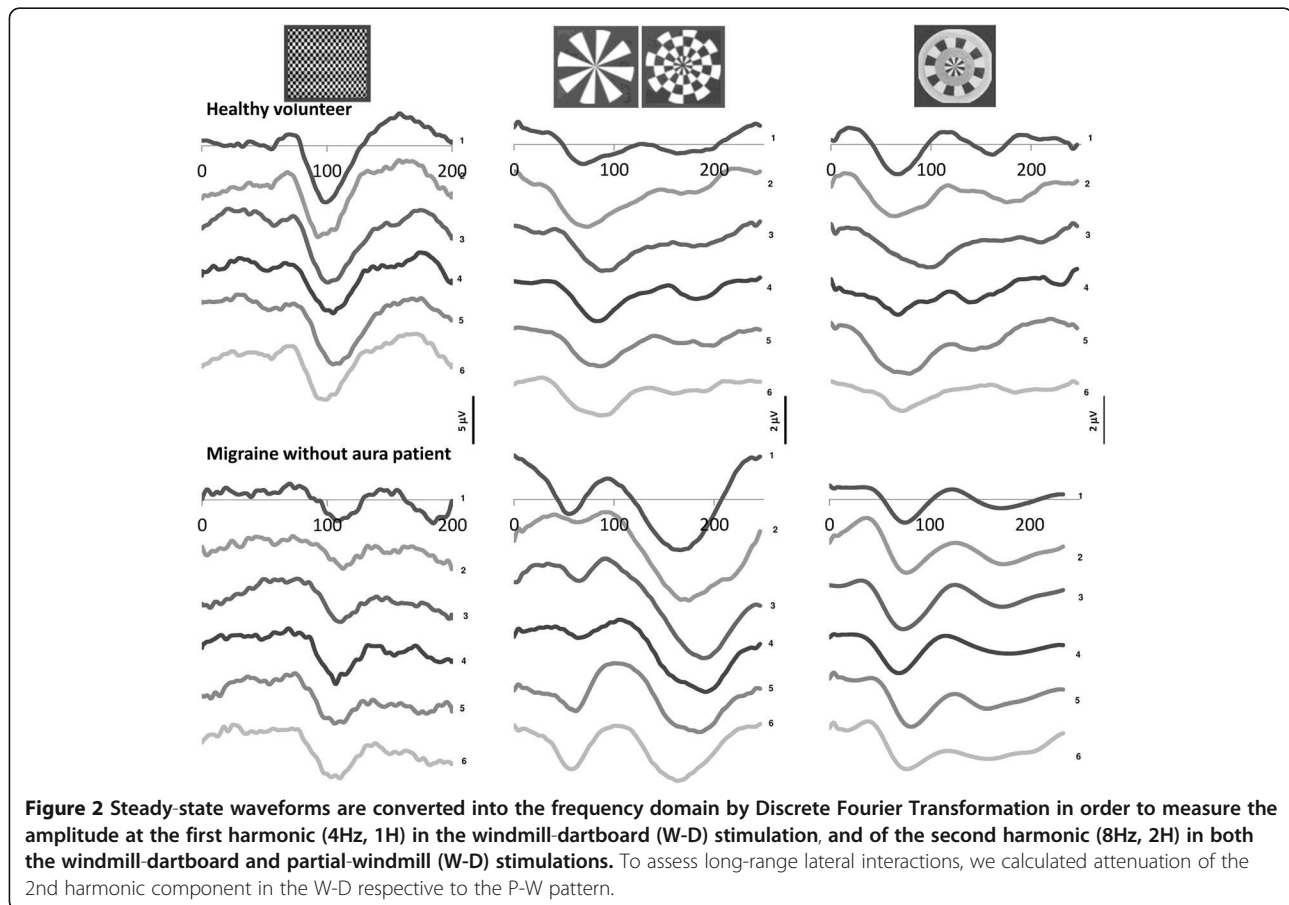 Healthy volunteer
1
0 100 200
2
3
4
5
6
5 μV
1
0 100 200
2
3
4
5
6
2 μV
1
0 100 200
2
3
4
5
6
2 μV
Migraine without aura patient
1
0 100 200
2
3
4
5
6
1
0 100 200
2
3
4
5
6
1
0 100 200
2
3
4
5
6
Figure 2 Steady-state waveforms are converted into the frequency domain by Discrete Fourier Transformation in order to measure the
amplitude at the first harmonic (4Hz, 1H) in the windmill-dartboard (W-D) stimulation, and of the second harmonic (8Hz, 2H) in both
the windmill-dartboard and partial-windmill (W-D) stimulations. To assess long-range lateral interactions, we calculated attenuation of the
2nd harmonic component in the W-D respective to the P-W pattern.